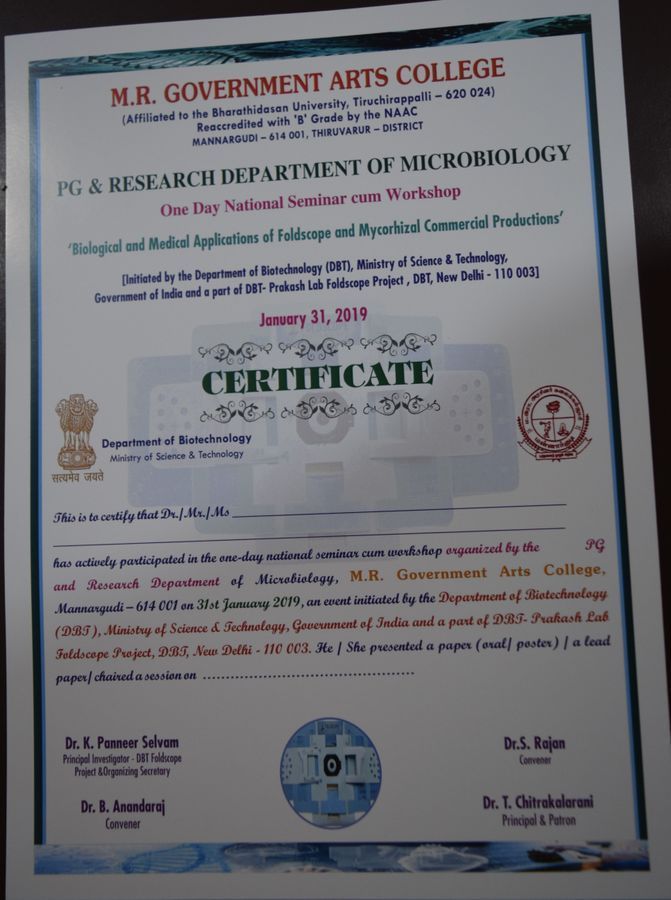 M.R. GOVERNMENT ARTS COLLEGE
(Affiliated to the Bharathidasan University, Tiruchirappalli – 620 024)
Reaccredited with 'B' Grade by the NAAC
MANNARGUDI – 614 001, THIRUVARUR – DISTRICT
PG & RESEARCH DEPARTMENT OF MICROBIOLOGY
One Day National Seminar cum Workshop
'Biological and Medical Applications of Foldscope and Mycorhizal Commercial Productions'
[Initiated by the Department of Biotechnology (DBT), Ministry of Science & Technology,
Government of India and a part of DBT- Prakash Lab Foldscope Project , DBT, New Delhi - 110 003]
January 31, 2019
CERTIFICATE
Department of Biotechnology
Ministry of Science & Technology
सत्यमेव जयते
This is to certify that Dr./Mr./Ms
has actively participated in the one-day national seminar cum workshop organized by the PG
and Research Department of Microbiology, M.R. Government Arts College,
Mannargudi – 614 001 on 31st January 2019, an event initiated by the Department of Biotechnology
(DBT), Ministry of Science & Technology, Government of India and a part of DBT- Prakash Lab
Foldscope Project, DBT, New Delhi - 110 003. He / She presented a paper (oral/ poster) / a lead
paper/ chaired a session on ................................................
Dr. K. Panneer Selvam
Principal Investigator - DBT Foldscope
Project &Organizing Secretary
Dr.S. Rajan
Convener
Dr. B. Anandaraj
Convener
Dr. T. Chitrakalarani
Principal & Patron